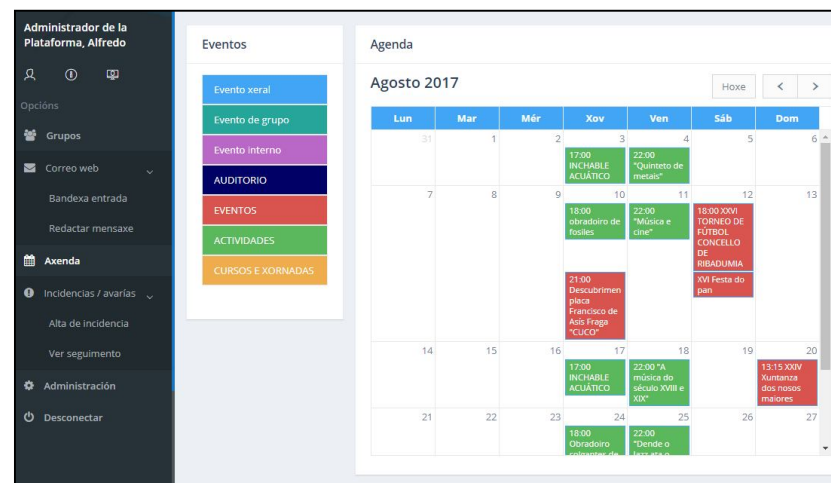 Administrador de la
Plataforma, Alfredo
Opcións
Grupos
Correo web
Bandexa entrada
Redactar mensaxe
Axenda
Incidencias / avarías
Alta de incidencia
Ver seguimento
Administración
Desconectar
Eventos
Evento xeral
Evento de grupo
Evento interno
AUDITORIO
EVENTOS
ACTIVIDADES
CURSOS E XORNADAS
Agenda
Agosto 2017
Hoxe
Lun Mar Mér Xov Ven Sáb Dom
31 1 2 3 4 5 6
17:00
INCHABLE
ACUÁTICO
22:00
"Quinteto de
metais"
7 8 9 10 11 12 13
18:00
obradoiro de
fosiles
22:00
"Música e
cine"
18:00 XXVI
TORNEO DE
FÚTBOL
CONCELLO
DE
RIBADUMIA
21:00
Descubrimen
placa
Francisco de
Asís Fraga
"CUCO"
XVI Festa do
pan
14 15 16 17 18 19 20
17:00
INCHABLE
ACUÁTICO
22:00 "A
música do
século XVIII e
XIX"
13:15 XXIV
Xuntanza
dos nosos
maiores
21 22 23 24 25 26 27
18:00
Obradoiro
colgantes de
22:00
"Dende o
Jazz ata o